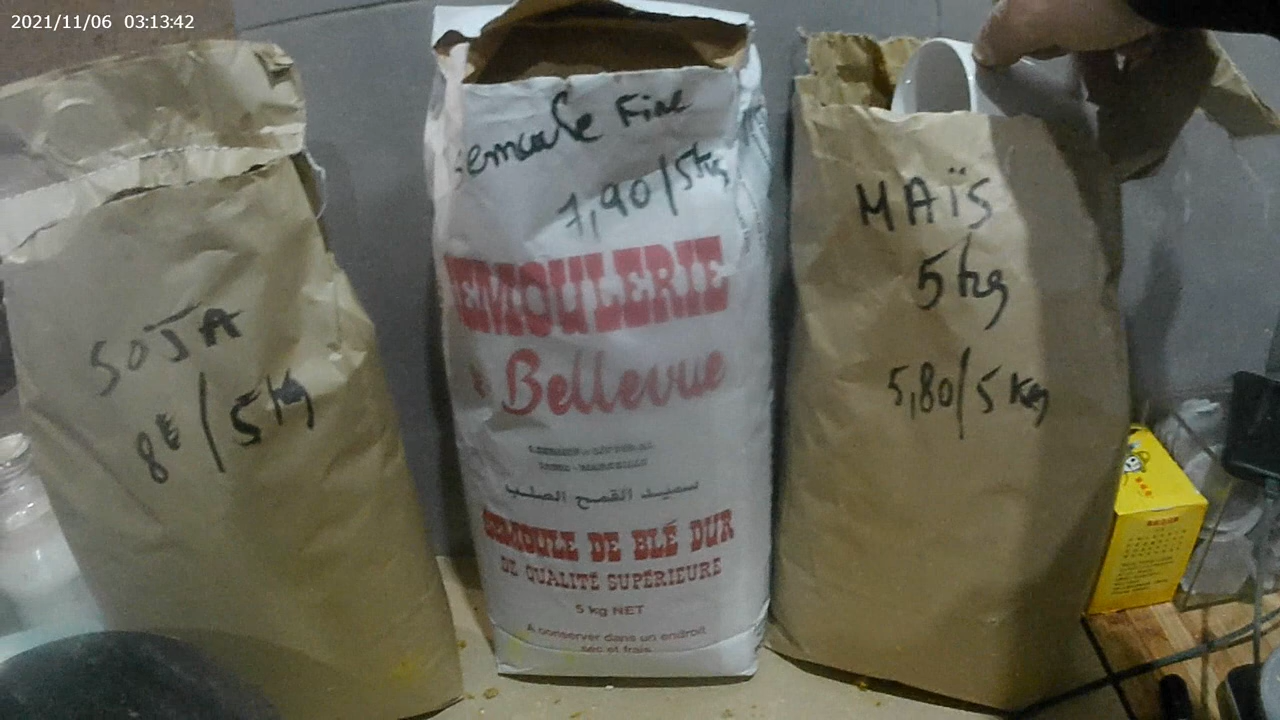 2021/11/06 03:13:42
SOJA
8€/5Kg
Semoule Fine
7,90/5kg
SEMOULERIE
Bellevue
سميد القمح الصلب
SEMOULE DE BLÉ DUR
DE QUALITÉ SUPÉRIEURE
5 kg NET
A conserver dans un endroit
sec et frais
MAÏS
5kg
5,80/5Kg